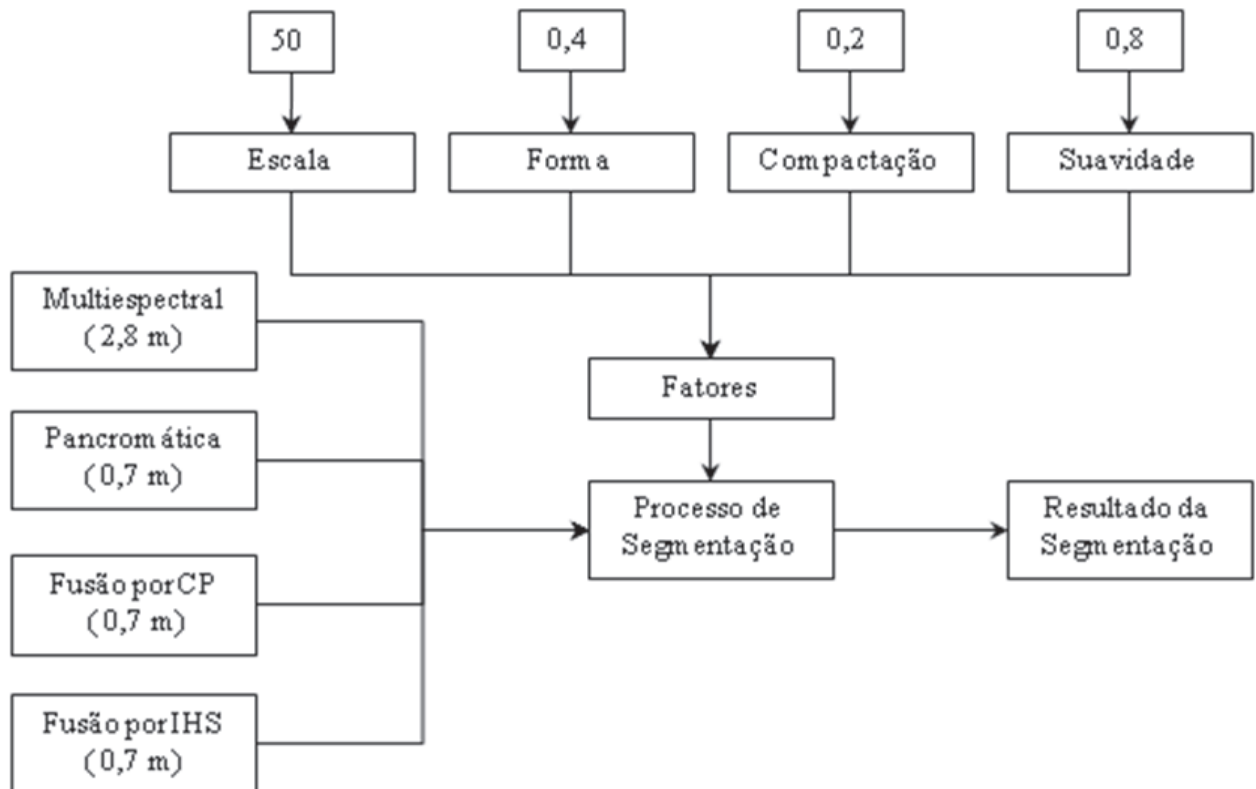 50
0,4
0,2
0,8
Escala
Forma
Compactação
Suavidade
Multiespectral
(2,8 m)
Fatores
Pancromática
(0,7 m)
Processo de
Segmentação
Resultado da
Segmentação
Fusão por CP
(0,7 m)
Fusão por IHS
(0,7 m)